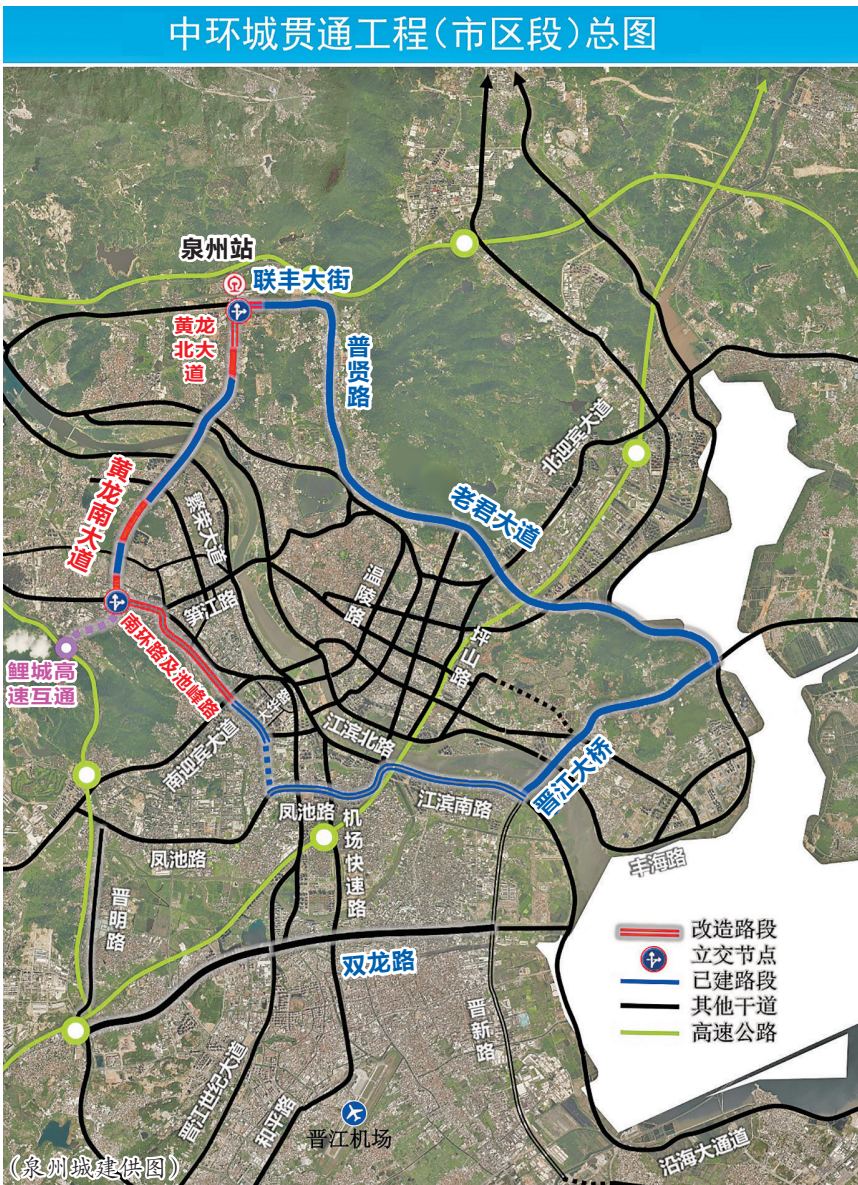 中环城贯通工程(市区段)总图
泉州站
联丰大街
黄龙
北大
道
普贤路
北迎宾大道
黄龙南大道
繁荣大道
老君大道
温陵路
笋江路
坪山路
鲤城高
速互通
南环路及池峰路
大华路
南迎宾大道
江滨北路
晋江大桥
凤池路
江滨南路
机场快速路
凤池路
丰海路
晋明路
双龙路
改造路段
立交节点
已建路段
其他干道
高速公路
晋新路
晋江世纪大道
和平路
晋江机场
沿海大通道
(泉州城建供图)